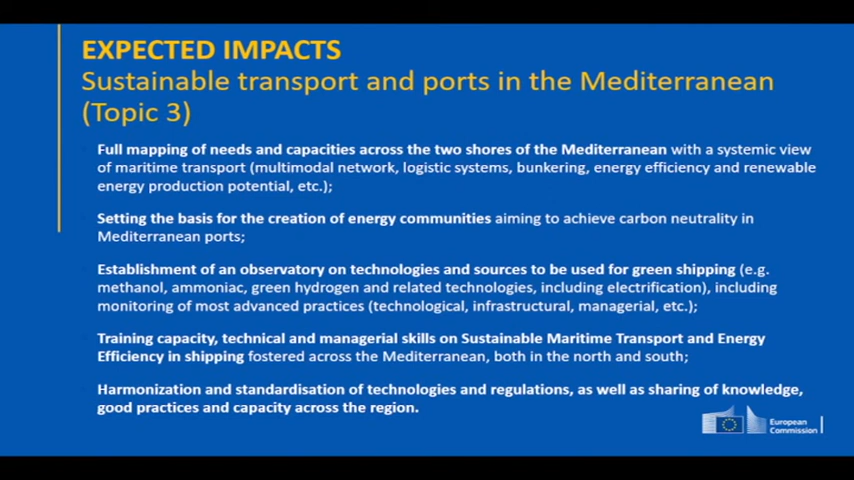 EXPECTED IMPACTS
Sustainable transport and ports in the Mediterranean
(Topic 3)
Full mapping of needs and capacities across the two shores of the Mediterranean with a systemic view
of maritime transport (multimodal network, logistic systems, bunkering, energy efficiency and renewable
energy production potential, etc.);
Setting the basis for the creation of energy communities aiming to achieve carbon neutrality in
Mediterranean ports;
Establishment of an observatory on technologies and sources to be used for green shipping (e.g.
methanol, ammoniac, green hydrogen and related technologies, including electrification), including
monitoring of most advanced practices (technological, infrastructural, managerial, etc.);
Training capacity, technical and managerial skills on Sustainable Maritime Transport and Energy
Efficiency in shipping fostered across the Mediterranean, both in the north and south;
Harmonization and standardisation of technologies and regulations, as well as sharing of knowledge,
good practices and capacity across the region.
European
Commission